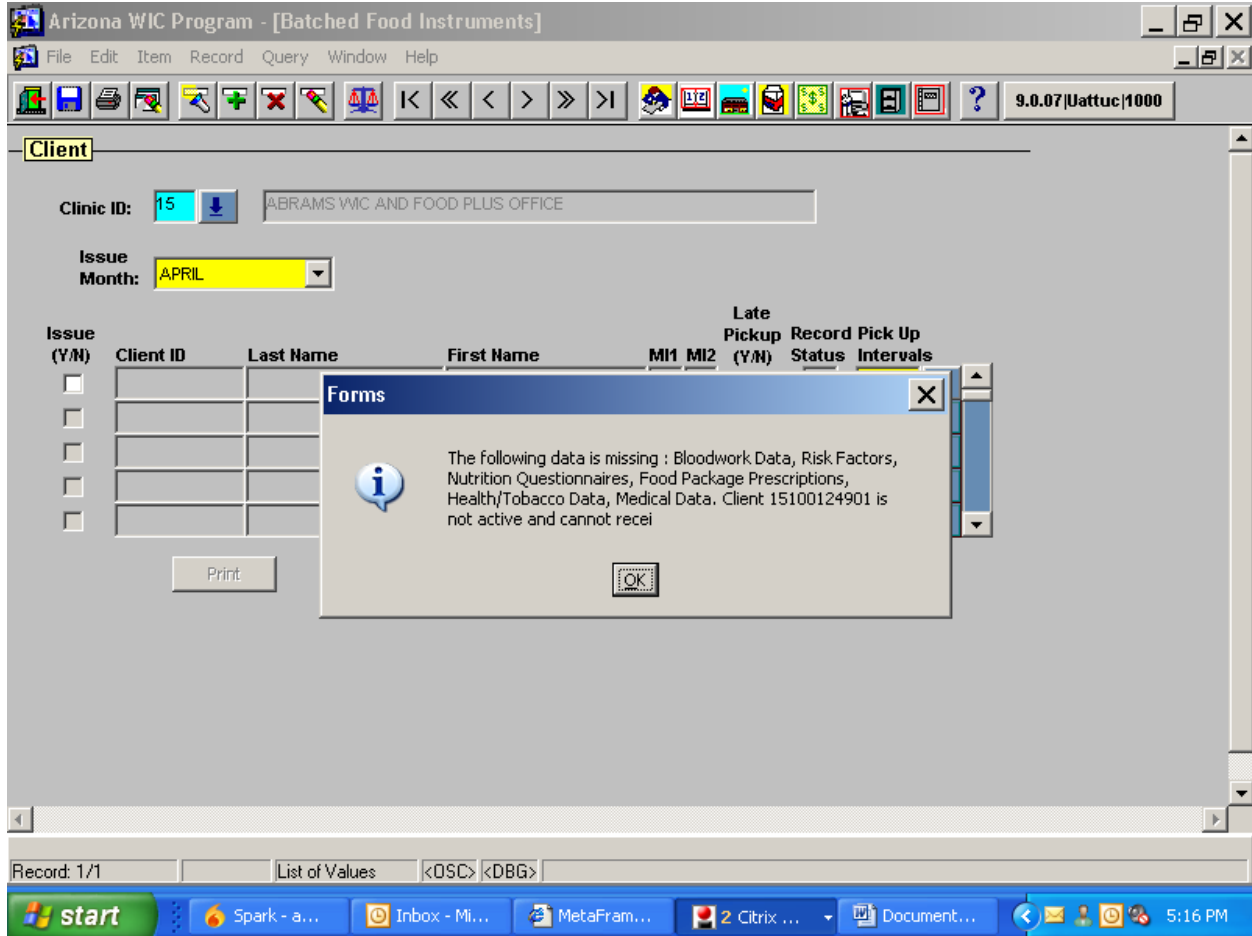 Arizona WIC Program - [Batched Food Instruments]
File Edit Item Record Query Window Help
9.0.07|Uattuc|1000
Client
Clinic ID: 15 ABRAMS WIC AND FOOD PLUS OFFICE
Issue
Month: APRIL
Late
Issue Pickup Record Pick Up
(Y/N) Client ID Last Name First Name MI1 MI2 (Y/N) Status Intervals
Forms
The following data is missing : Bloodwork Data, Risk Factors,
Nutrition Questionnaires, Food Package Prescriptions,
Health/Tobacco Data, Medical Data. Client 15100124901 is
not active and cannot recei
OK
Print
Record: 1/1 List of Values <OSC> <DBG>
start Spark - a... Inbox - Mi... MetaFram... 2 Citrix ... Document... 5:16 PM